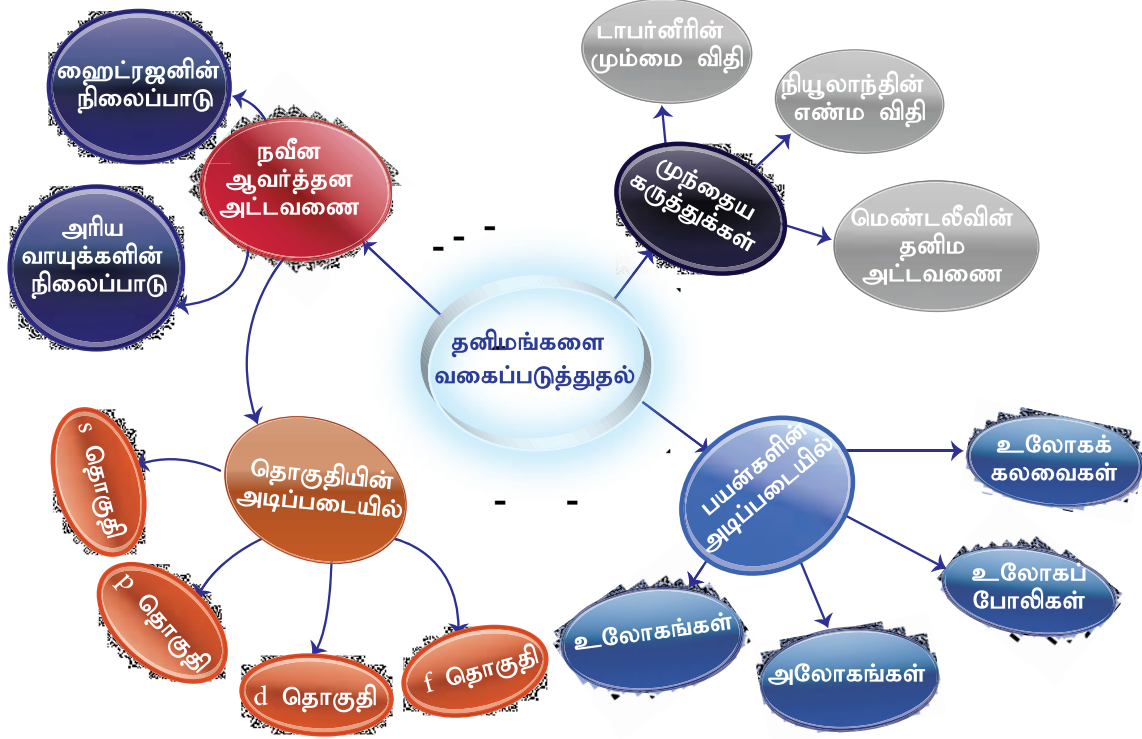 தனிமங்களை
வகைப்படுத்துதல்
நவீன
ஆவர்த்தன
அட்டவணை
ஹைட்ரஜனின்
நிலைப்பாடு
அரிய
வாயுக்களின்
நிலைப்பாடு
தொகுதியின்
அடிப்படையில்
s தொகுதி
p தொகுதி
d தொகுதி
f தொகுதி
முந்தைய
கருத்துக்கள்
டாபர்னீரின்
மும்மை விதி
நியூலாந்தின்
எண்ம விதி
மெண்டலீவின்
தனிம
அட்டவணை
பயன்களின்
அடிப்படையில்
உலோகக்
கலவைகள்
உலோகப்
போலிகள்
அலோகங்கள்
உலோகங்கள்